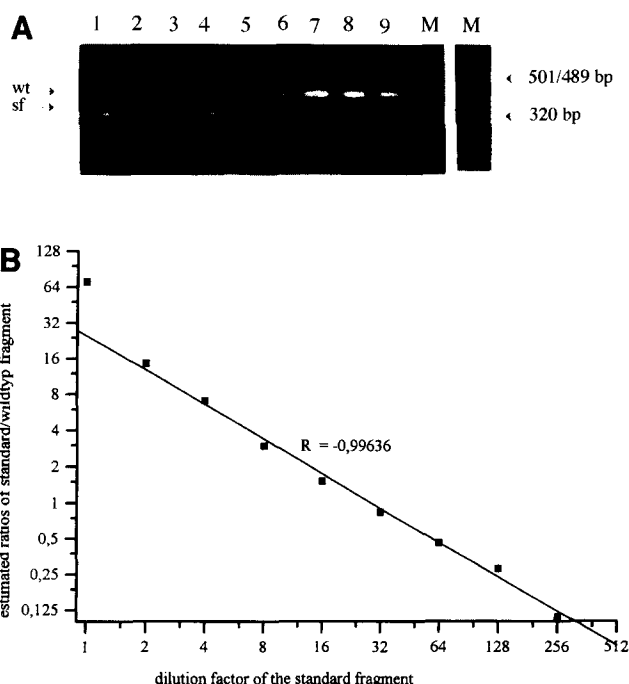 A
1 2 3 4 5 6 7 8 9 M M
wt
sf
501/489 bp
320 bp
B
estimated ratios of standard/wildtyp fragment
128
64
32
16
8
4
2
1
0,5
0,25
0,125
R = -0,99636
1 2 4 8 16 32 64 128 256 512
dilution factor of the standard fragment